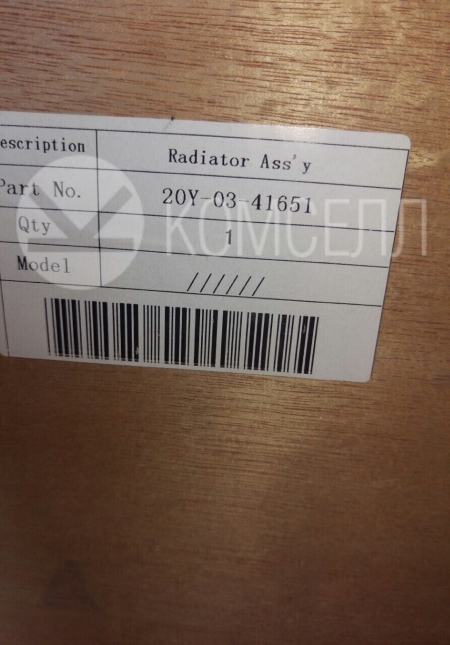 escription Radiator Ass'y
Part No. 20Y-03-41651
Qty 1
Model //////
КОМСЕЛЛ